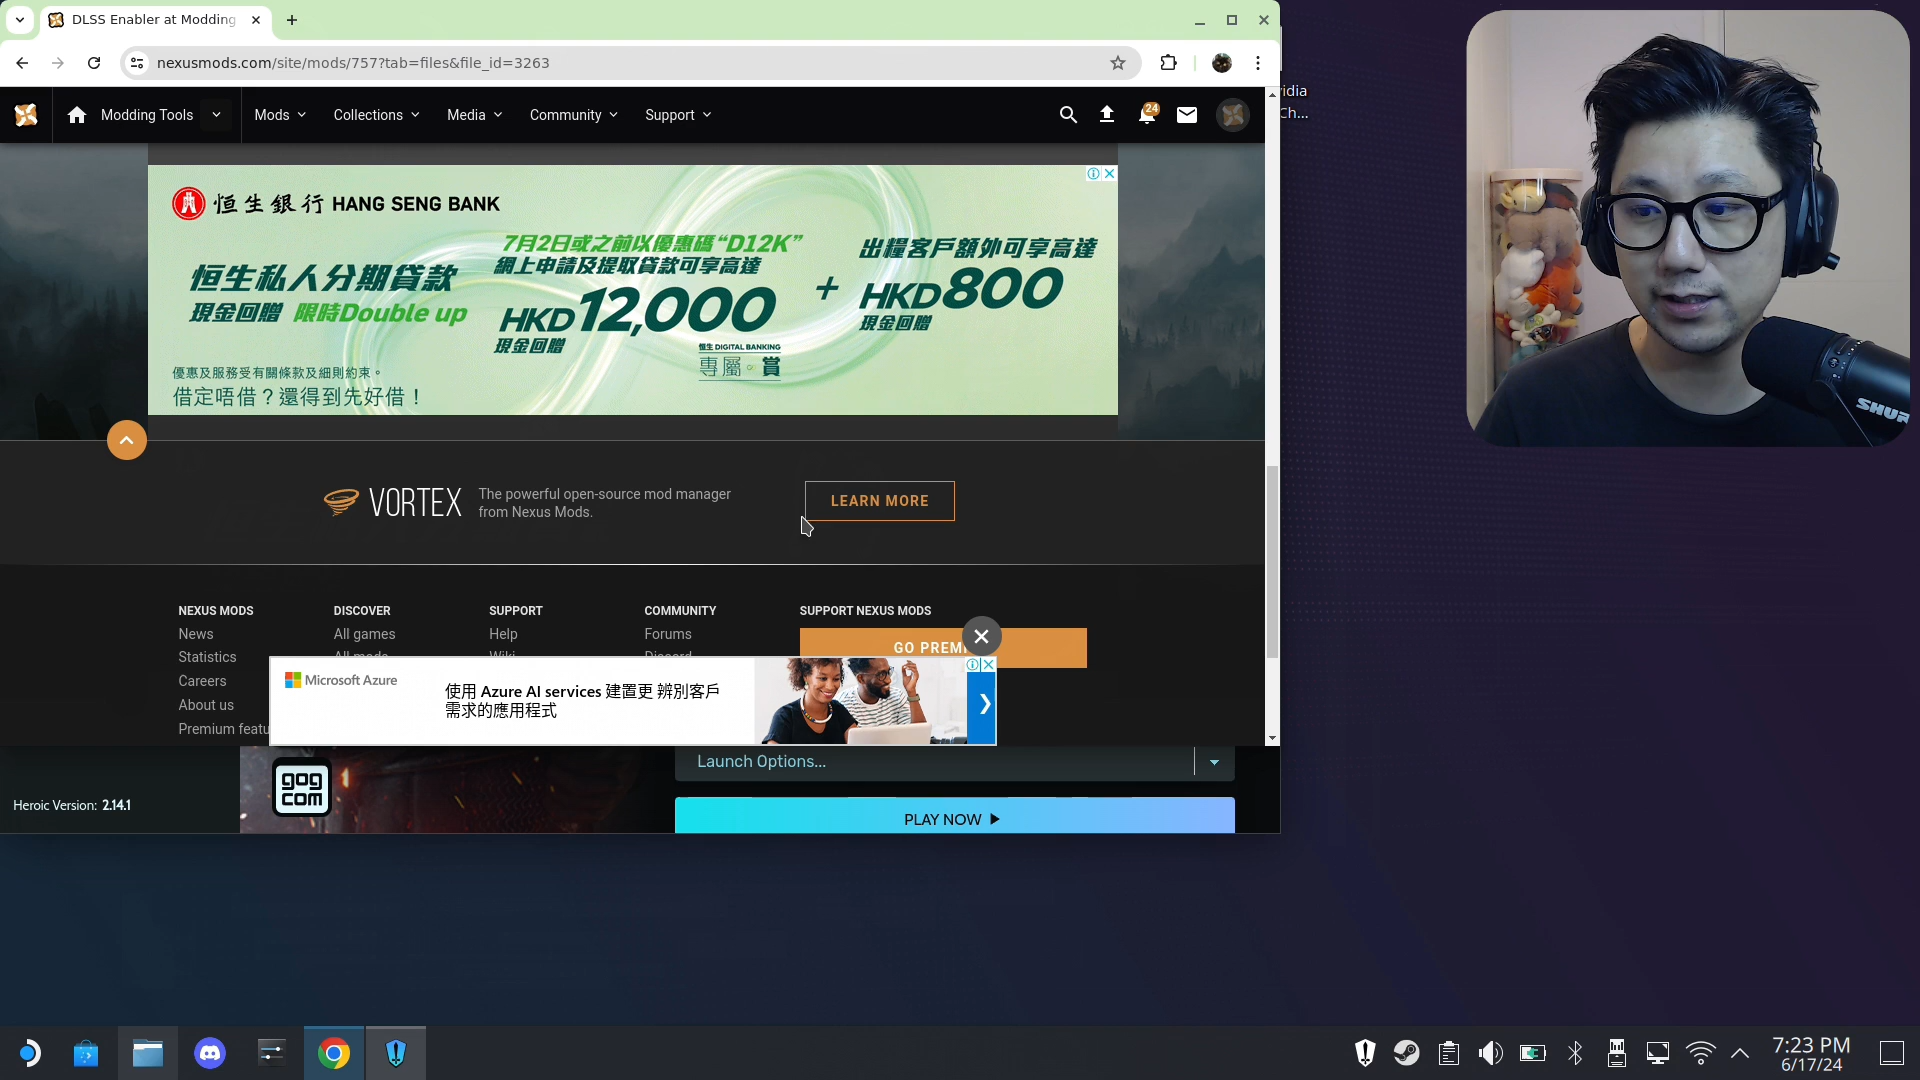 DLSS Enabler at Modding
nexusmods.com/site/mods/757?tab=files&file_id=3263
Modding Tools
Mods
Collections
Media
Community
Support
24
idia
Ch...
恒生銀行 HANG SENG BANK
恒生私人分期貸款
現金回贈 限時Double up
7月2日或之前以優惠碼“D12K”
網上申請及提取貸款可享高達
HKD12,000
現金回贈
+
出糧客戶額外可享高達
HKD800
現金回贈
恒生 DIGITAL BANKING
專屬。賞
優惠及服務受有關條款及細則約束。
借定唔借？還得到先好借！
VORTEX
The powerful open-source mod manager
from Nexus Mods.
LEARN MORE
NEXUS MODS
News
Statistics
Careers
About us
Premium featu
DISCOVER
All games
All mods
SUPPORT
Help
Wiki
COMMUNITY
Forums
Discord
SUPPORT NEXUS MODS
GO PREMI
Microsoft Azure
使用 Azure AI services 建置更 辨別客戶
需求的應用程式
Launch Options...
gog
com
Heroic Version: 2.14.1
PLAY NOW
SHUR
7:23 PM
6/17/24